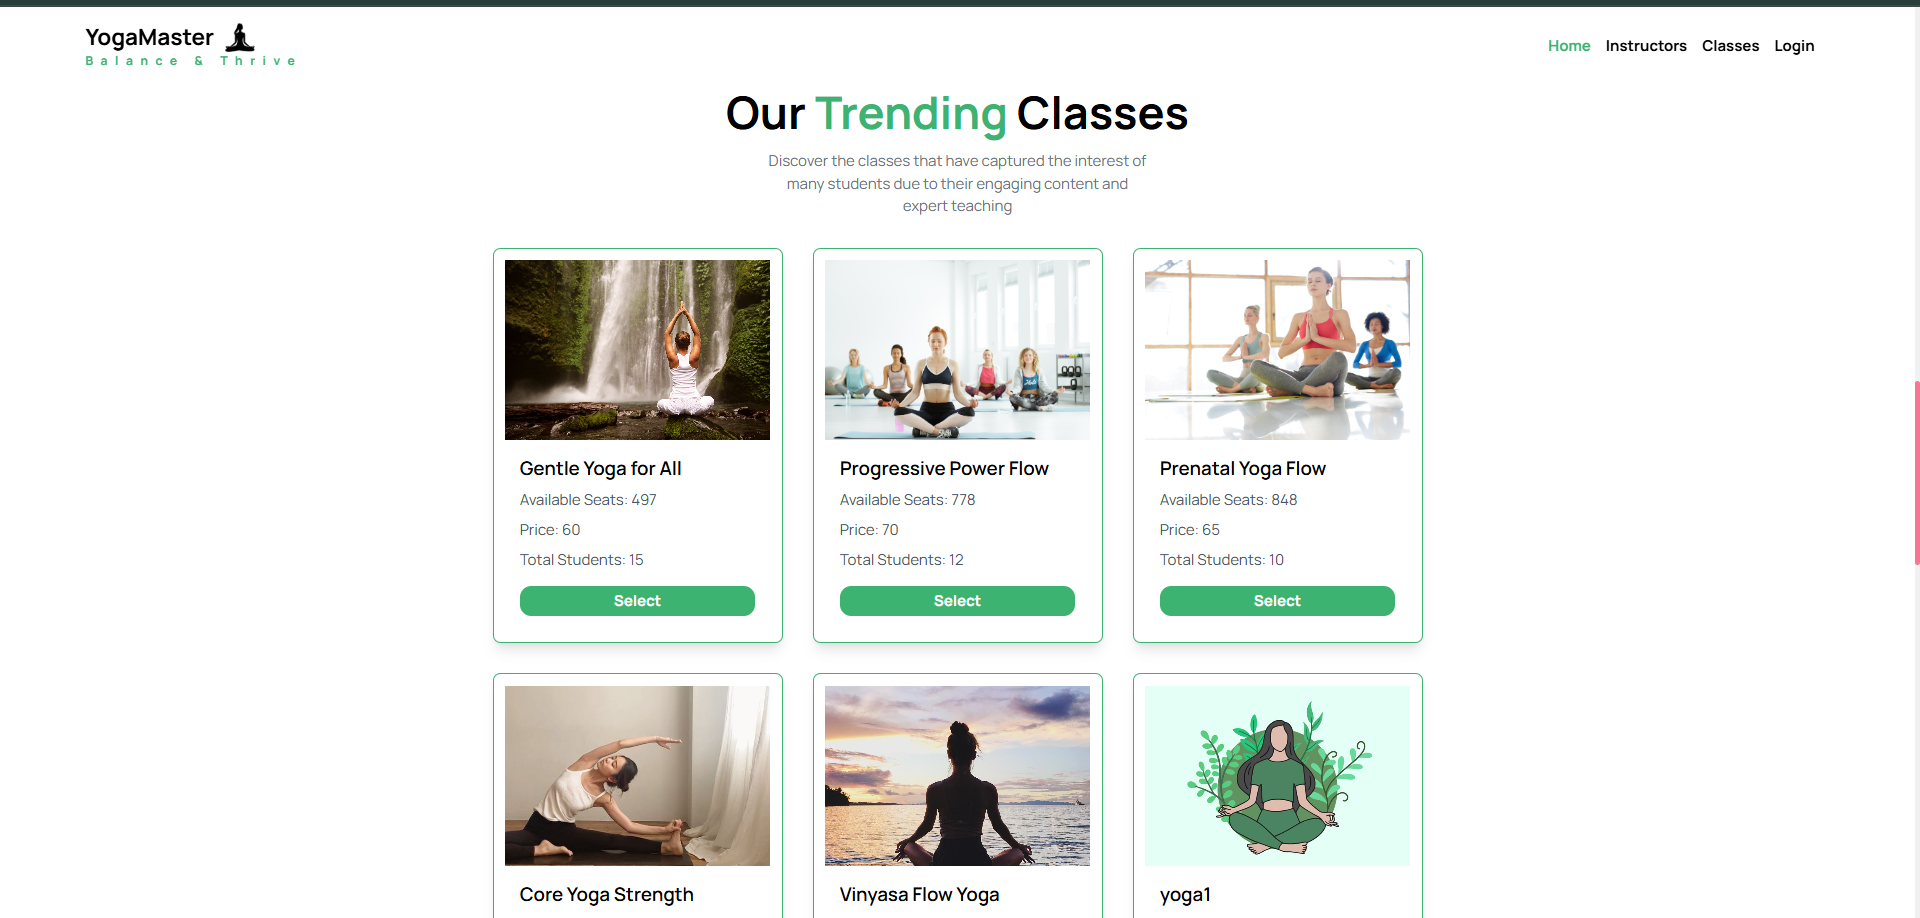 YogaMaster
Balance & Thrive
Home Instructors Classes Login
Our Trending Classes
Discover the classes that have captured the interest of
many students due to their engaging content and
expert teaching
Gentle Yoga for All
Available Seats: 497
Price: 60
Total Students: 15
Select
Progressive Power Flow
Available Seats: 778
Price: 70
Total Students: 12
Select
Prenatal Yoga Flow
Available Seats: 848
Price: 65
Total Students: 10
Select
Core Yoga Strength
Vinyasa Flow Yoga
yoga1